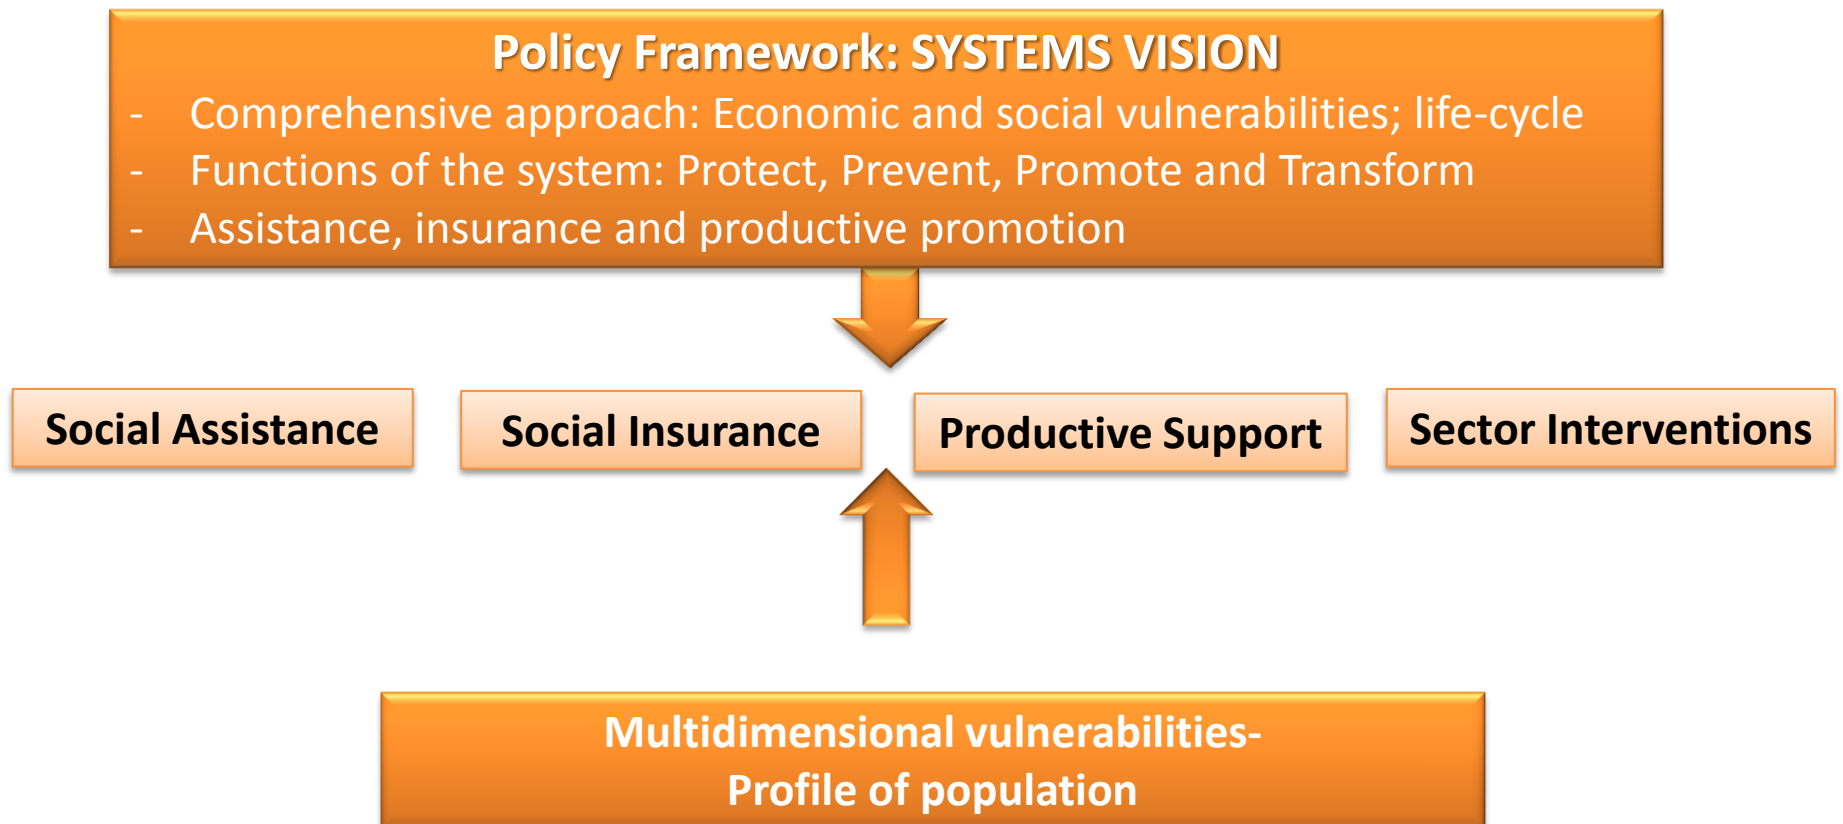 Policy Framework: SYSTEMS VISION
- Comprehensive approach: Economic and social vulnerabilities; life-cycle
- Functions of the system: Protect, Prevent, Promote and Transform
- Assistance, insurance and productive promotion
Social Assistance
Social Insurance
Productive Support
Sector Interventions
Multidimensional vulnerabilities-
Profile of population